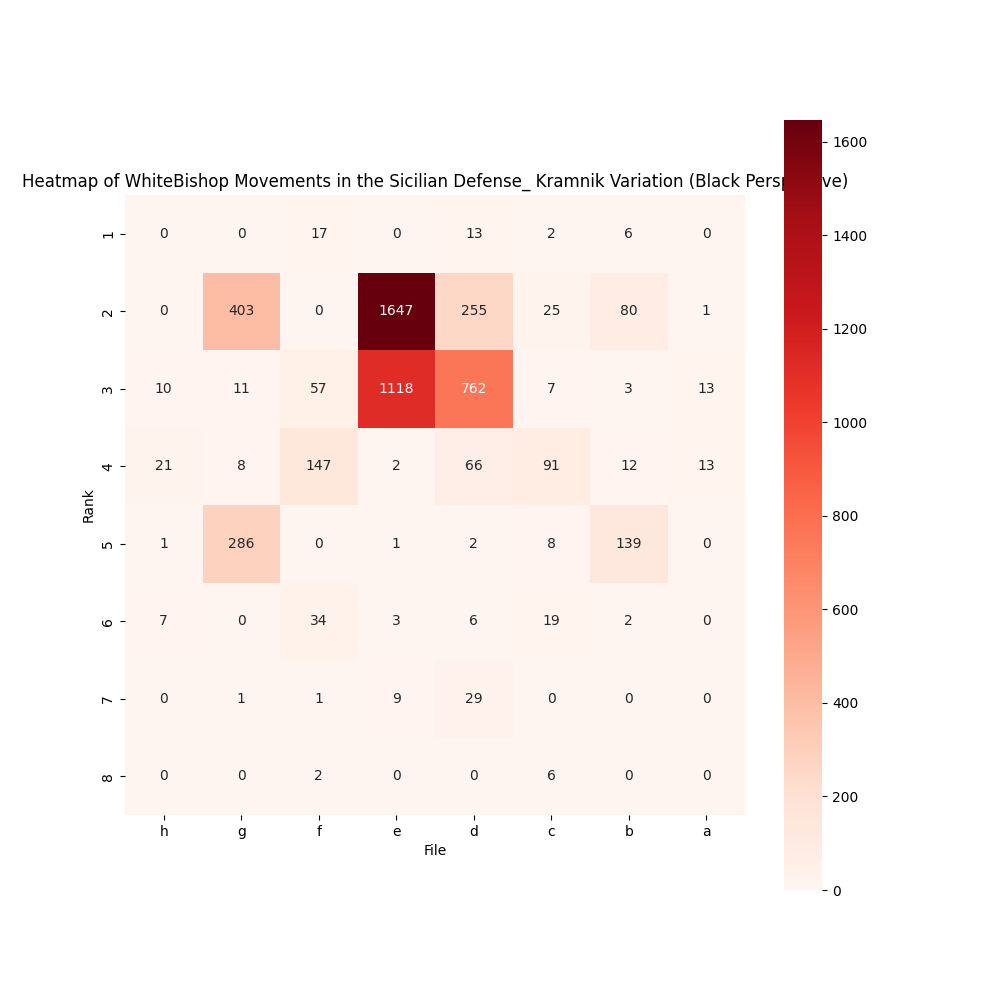 Heatmap of WhiteBishop Movements in the Sicilian Defense_ Kramnik Variation (Black Perspective)
1 0 0 17 0 13 2 6 0
2 0 403 0 1647 255 25 80 1
3 10 11 57 1118 762 7 3 13
4 21 8 147 2 66 91 12 13
5 1 286 0 1 2 8 139 0
6 7 0 34 3 6 19 2 0
7 0 1 1 9 29 0 0 0
8 0 0 2 0 0 6 0 0
h g f e d c b a
File
Rank
1600
1400
1200
1000
800
600
400
200
0